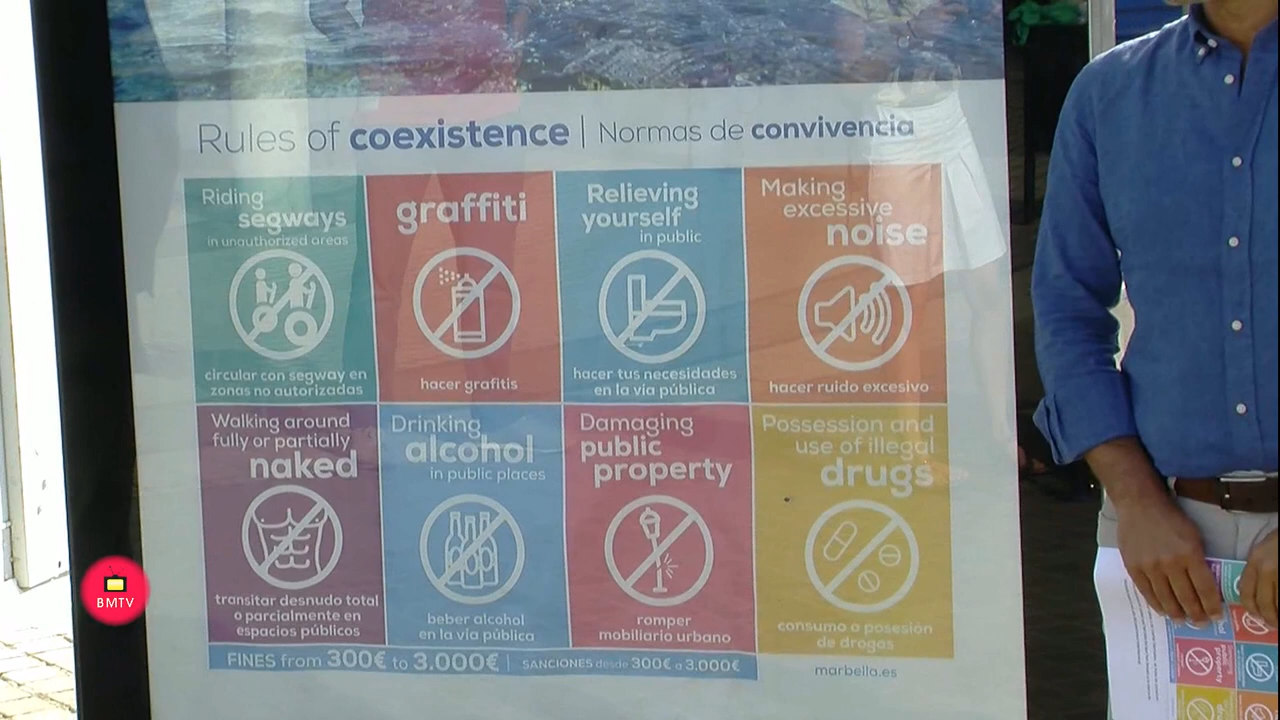 Rules of coexistence | Normas de convivencia
Riding
segways
in unauthorized areas
circular con segway en
zonas no autorizadas
graffiti
hacer grafitis
Relieving
yourself
in public
hacer tus necesidades
en la vía pública
Making
excessive
noise
hacer ruido excesivo
Walking around
fully or partially
naked
transitar desnudo total
o parcialmente en
espacios públicos
Drinking
alcohol
in public places
beber alcohol
en la vía pública
Damaging
public
property
romper
mobiliario urbano
Possession and
use of illegal
drugs
consumo o posesión
de drogas
FINES from 300€ to 3.000€ | SANCIONES desde 300€ a 3.000€
marbella.es
BMTV
public
property